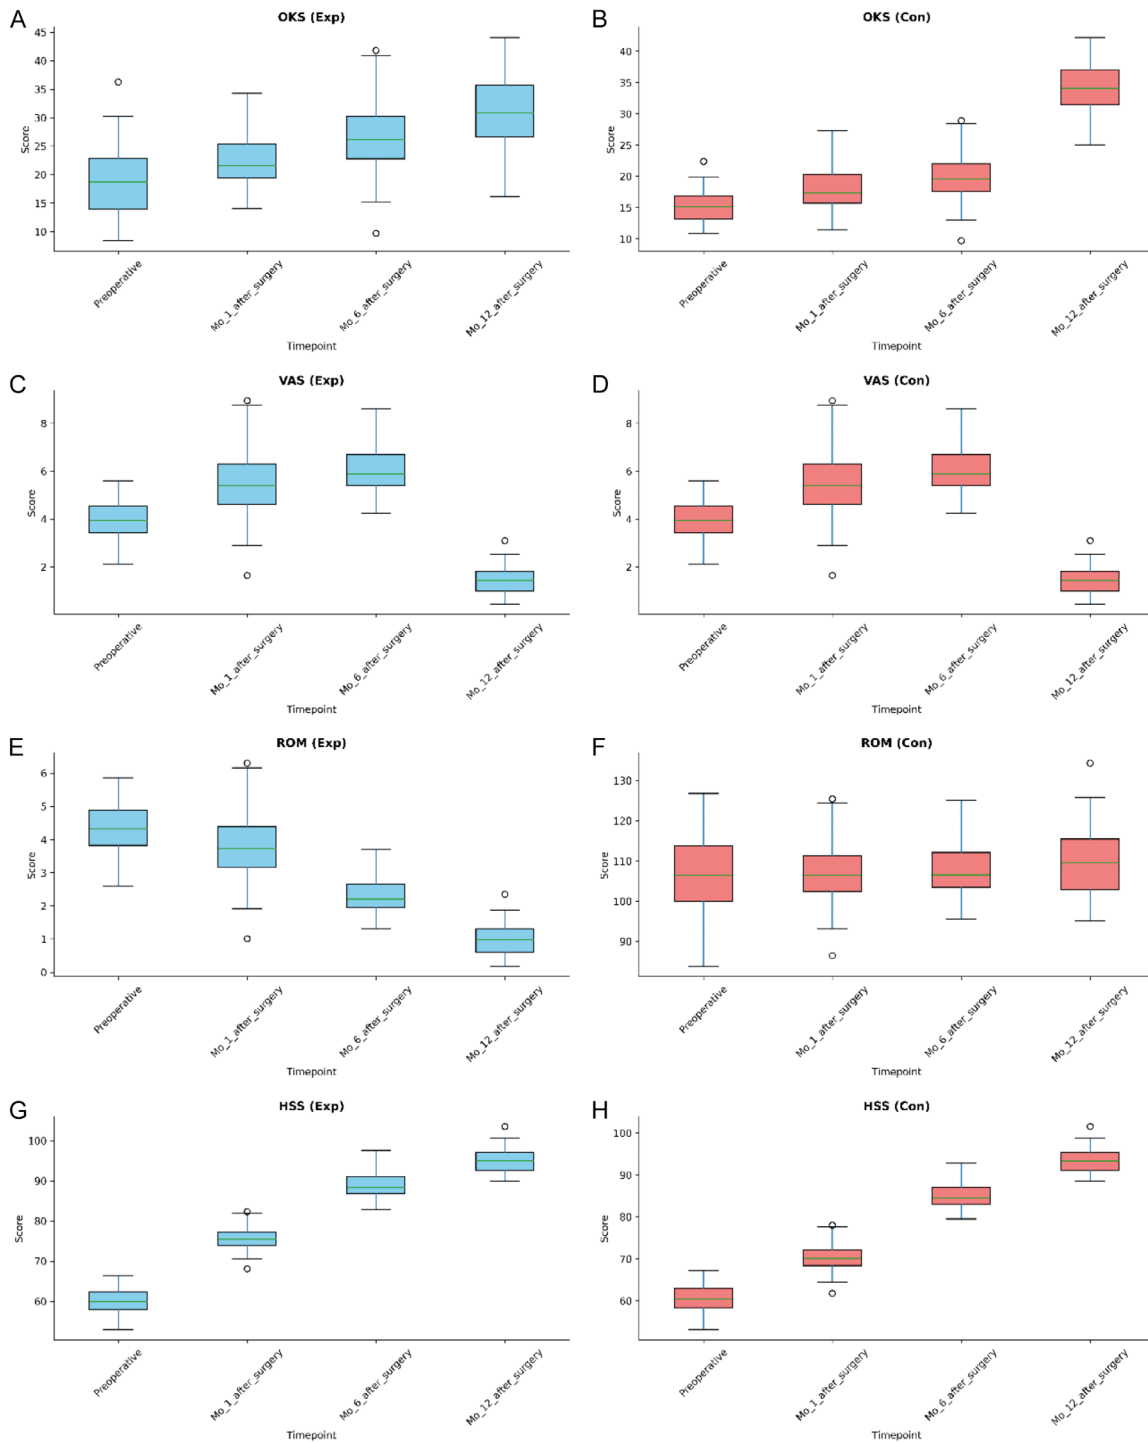 A
OKS (Exp)
45
40
35
30
25
20
15
10
Score
Preoperative
Mo_1_after_surgery
Mo_6_after_surgery
Mo_12_after_surgery
Timepoint
B
OKS (Con)
40
35
30
25
20
15
10
Score
Preoperative
Mo_1_after_surgery
Mo_6_after_surgery
Mo_12_after_surgery
Timepoint
C
VAS (Exp)
8
6
4
2
Score
Preoperative
Mo_1_after_surgery
Mo_6_after_surgery
Mo_12_after_surgery
Timepoint
D
VAS (Con)
8
6
4
2
Score
Preoperative
Mo_1_after_surgery
Mo_6_after_surgery
Mo_12_after_surgery
Timepoint
E
ROM (Exp)
6
5
4
3
2
1
0
Score
Preoperative
Mo_1_after_surgery
Mo_6_after_surgery
Mo_12_after_surgery
Timepoint
F
ROM (Con)
130
120
110
100
90
Score
Preoperative
Mo_1_after_surgery
Mo_6_after_surgery
Mo_12_after_surgery
Timepoint
G
HSS (Exp)
100
90
80
70
60
Score
Preoperative
Mo_1_after_surgery
Mo_6_after_surgery
Mo_12_after_surgery
Timepoint
H
HSS (Con)
100
90
80
70
60
Score
Preoperative
Mo_1_after_surgery
Mo_6_after_surgery
Mo_12_after_surgery
Timepoint